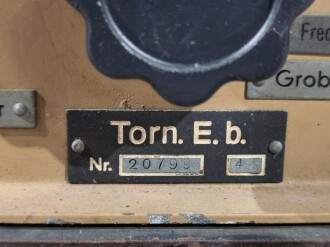 Fred
Grob
T
Torn. E. b.
Nr.